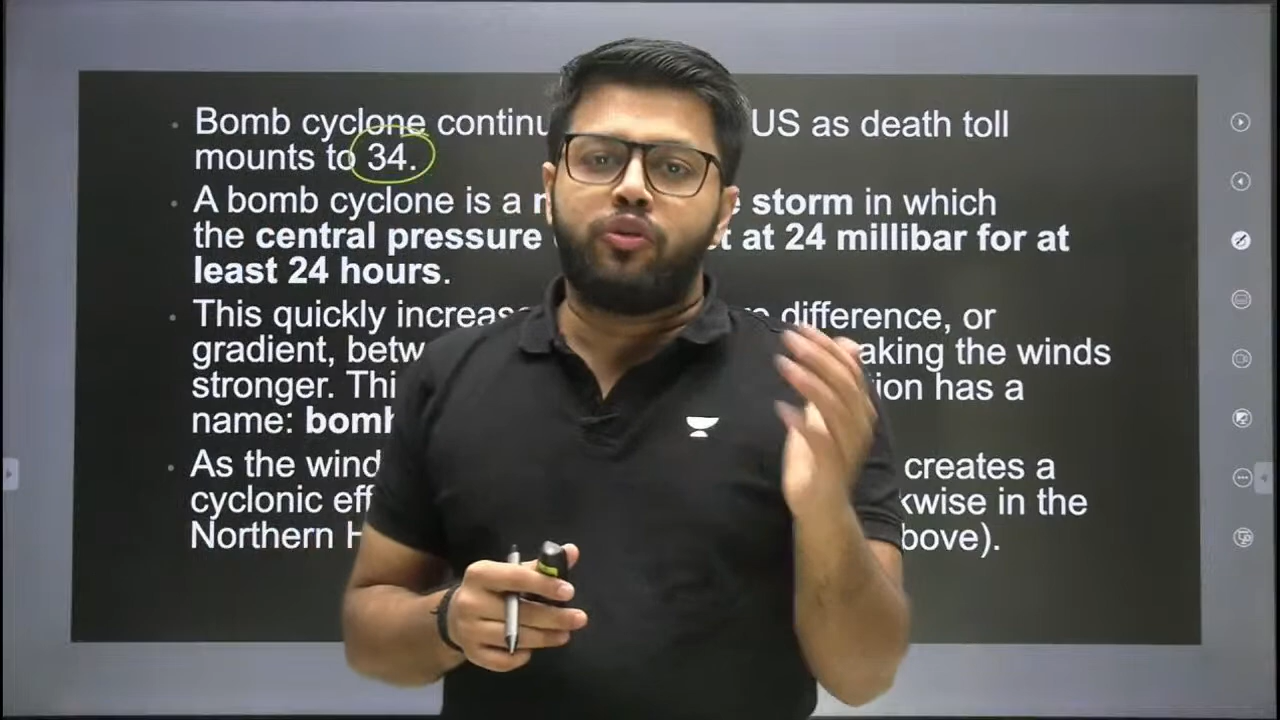 Bomb cyclone continu US as death toll
mounts to 34.
A bomb cyclone is a storm in which
the central pressure at 24 millibar for at
least 24 hours.
This quickly increase difference, or
gradient, betw aking the winds
stronger. Thi ion has a
name: bomb
As the wind creates a
cyclonic eff kwise in the
Northern H bove).